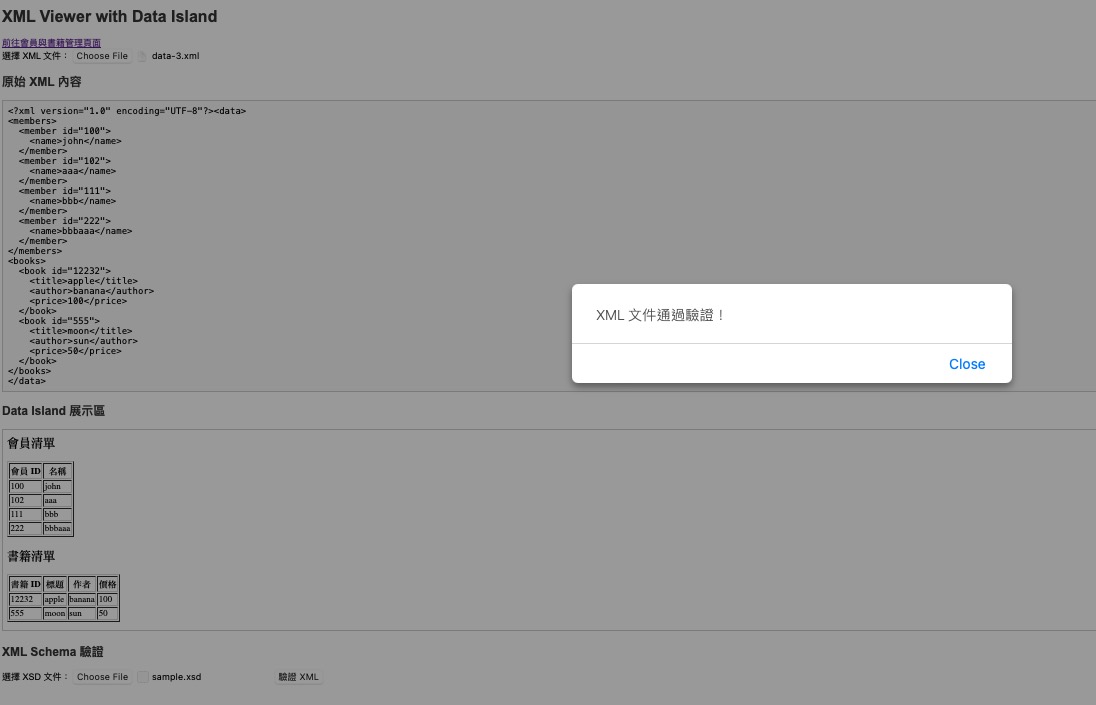 XML Viewer with Data Island
前往會員與書籍管理頁面
選擇 XML 文件： Choose File data-3.xml
原始 XML 內容
<?xml version="1.0" encoding="UTF-8"?><data>
<members>
  <member id="100">
    <name>john</name>
  </member>
  <member id="102">
    <name>aaa</name>
  </member>
  <member id="111">
    <name>bbb</name>
  </member>
  <member id="222">
    <name>bbbaaa</name>
  </member>
</members>
<books>
  <book id="12232">
    <title>apple</title>
    <author>banana</author>
    <price>100</price>
  </book>
  <book id="555">
    <title>moon</title>
    <author>sun</author>
    <price>50</price>
  </book>
</books>
</data>
XML 文件通過驗證！
Close
Data Island 展示區
會員清單
會員 ID 名稱
100 john
102 aaa
111 bbb
222 bbbaaa
書籍清單
書籍 ID 標題 作者 價格
12232 apple banana 100
555 moon sun 50
XML Schema 驗證
選擇 XSD 文件： Choose File sample.xsd 驗證 XML